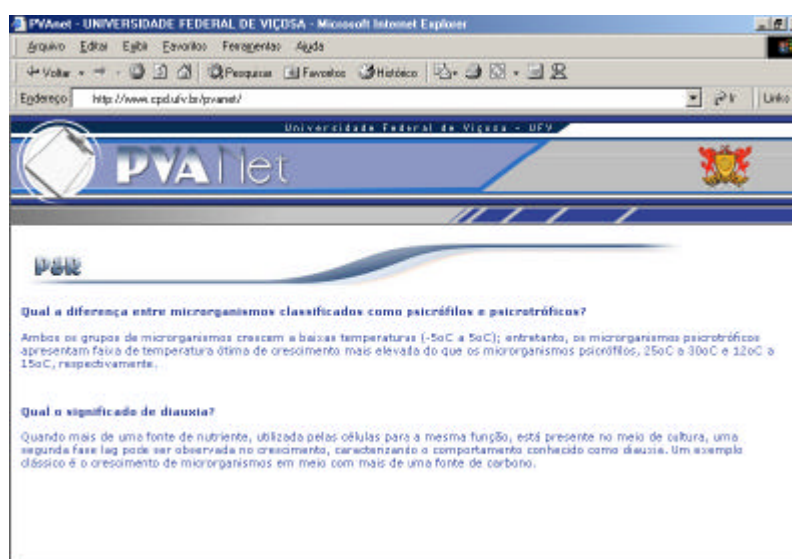 PVAnet - UNIVERSIDADE FEDERAL DE VIÇOSA - Microsoft Internet Explorer
Arquivo Editar Exibir Favoritos Ferramentas Ajuda
Voltar Pesquisar Favoritos Histórico
Endereço http://www.cpd.ufv.br/pvanet/ Ir Links
Universidade Federal de Viçosa - UFV
PVANet
P&R
Qual a diferença entre microrganismos classificados como psicrófilos e psicrotróficos?
Ambos os grupos de microrganismos crescem a baixas temperaturas (-5oC a 5oC); entretanto, os microrganismos psicrotróficos
apresentam faixa de temperatura ótima de crescimento mais elevada do que os microrganismos psicrófilos, 25oC a 30oC e 12oC a
15oC, respectivamente.
Qual o significado de diauxia?
Quando mais de uma fonte de nutriente, utilizada pelas células para a mesma função, está presente no meio de cultura, uma
segunda fase lag pode ser observada no crescimento, caracterizando o comportamento conhecido como diauxia. Um exemplo
clássico é o crescimento de microrganismos em meio com mais de uma fonte de carbono.